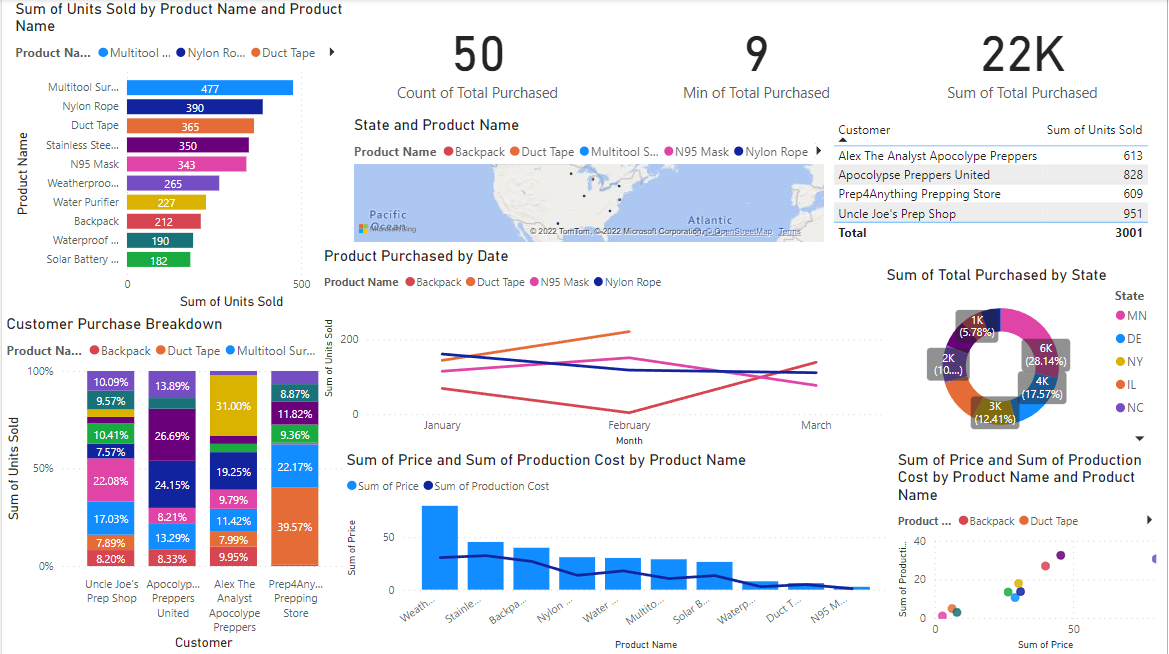 Sum of Units Sold by Product Name and Product
Name
Product Na... Multitool ... Nylon Ro... Duct Tape
Product Name
Multitool Sur... 477
Nylon Rope 390
Duct Tape 365
Stainless Stee... 350
N95 Mask 343
Weatherproo... 265
Water Purifier 227
Backpack 212
Waterproof ... 190
Solar Battery ... 182
0 500
Sum of Units Sold
50
Count of Total Purchased
9
Min of Total Purchased
22K
Sum of Total Purchased
State and Product Name
Product Name Backpack Duct Tape Multitool S... N95 Mask Nylon Rope
Pacific
Ocean
Atlantic
© 2022 TomTom, © 2022 Microsoft Corporation, © OpenStreetMap Terms
Customer Sum of Units Sold
Alex The Analyst Apocolype Preppers 613
Apocolypse Preppers United 828
Prep4Anything Prepping Store 609
Uncle Joe's Prep Shop 951
Total 3001
Product Purchased by Date
Product Name Backpack Duct Tape N95 Mask Nylon Rope
Sum of Units Sold
200
0
January February March
Month
Sum of Total Purchased by State
State
MN
DE
NY
IL
NC
6K
(28.14%)
4K
(17.57%)
3K
(12.41%)
2K
(10...)
1K
(5.78%)
Customer Purchase Breakdown
Product Na... Backpack Duct Tape Multitool Sur...
Sum of Units Sold
100%
50%
0%
10.09%
9.57%
10.41%
7.57%
22.08%
17.03%
7.89%
8.20%
13.89%
26.69%
24.15%
8.21%
13.29%
8.33%
31.00%
19.25%
9.79%
11.42%
7.99%
9.95%
8.87%
11.82%
9.36%
22.17%
39.57%
Uncle Joe's
Prep Shop
Apocolyp...
Preppers
United
Alex The
Analyst
Apocolype
Preppers
Prep4Any...
Prepping
Store
Customer
Sum of Price and Sum of Production Cost by Product Name
Sum of Price Sum of Production Cost
Sum of Price
50
0
Weath...
Stainle...
Backpa...
Nylon ...
Water ...
Multito...
Solar B...
Waterp...
Duct T...
N95 M...
Product Name
Sum of Price and Sum of Production
Cost by Product Name and Product
Name
Product ... Backpack Duct Tape
Sum of Producti...
40
20
0
0 50
Sum of Price